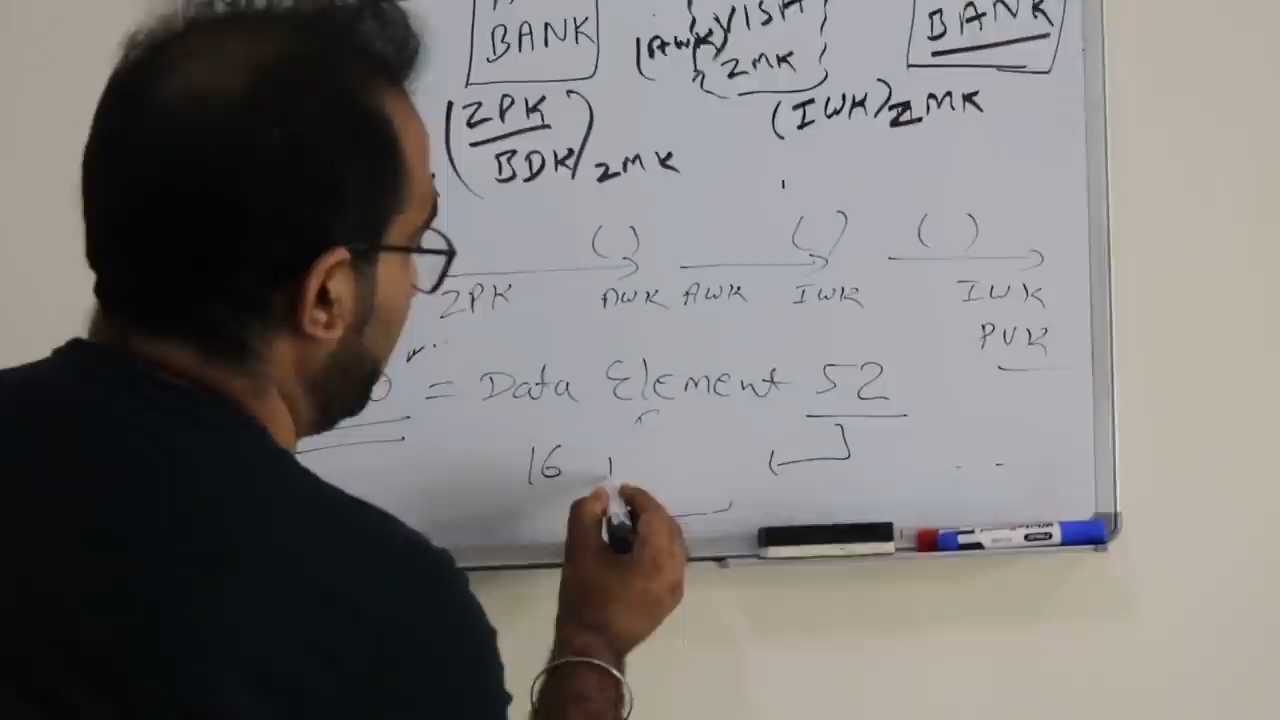 BANK
VISA
BANK
(AWK)
ZMK
(ZPK
BDK)ZMK
(IWK)ZMK
( ) ( ) ( )
ZPK AWK AWK IWK IWK
PVK
= Data Element 52
16